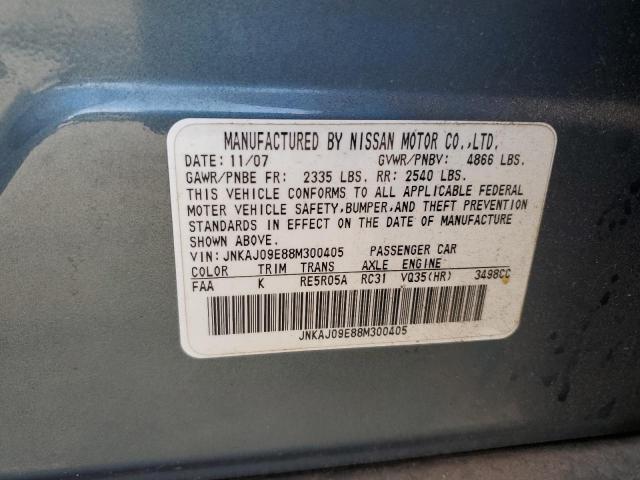 MANUFACTURED BY NISSAN MOTOR CO.,LTD.
DATE: 11/07 GVWR/PNBV: 4866 LBS.
GAWR/PNBE FR: 2335 LBS. RR: 2540 LBS.
THIS VEHICLE CONFORMS TO ALL APPLICABLE FEDERAL
MOTER VEHICLE SAFETY,BUMPER,AND THEFT PREVENTION
STANDARDS IN EFFECT ON THE DATE OF MANUFACTURE
SHOWN ABOVE.
VIN: JNKAJ09E88M300405 PASSENGER CAR
COLOR TRIM TRANS AXLE ENGINE
FAA K RE5R05A RC31 VQ35(HR) 3498CC
JNKAJ09E88M300405